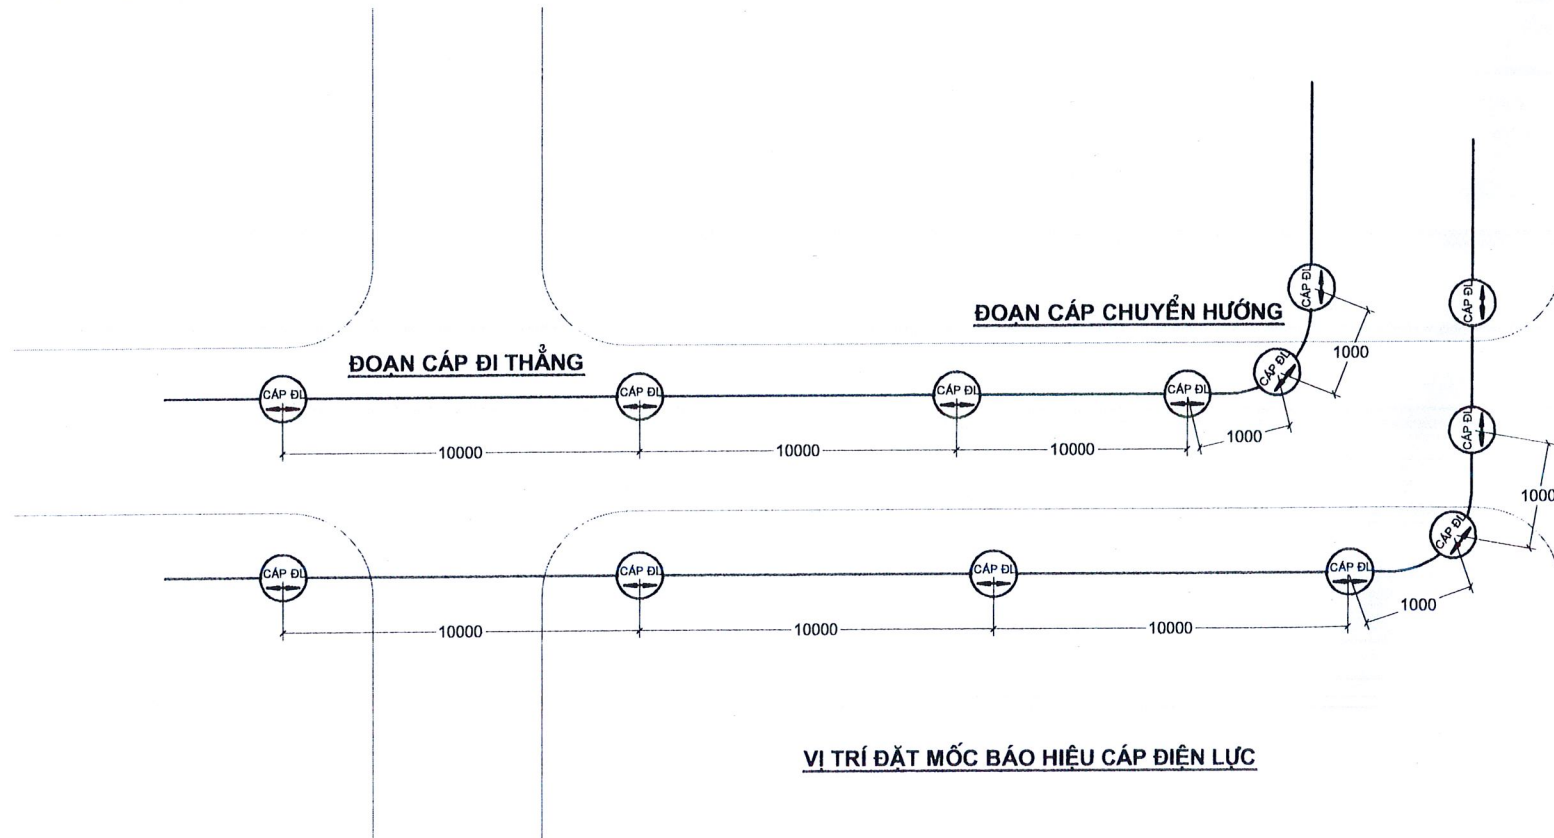 ĐOẠN CÁP CHUYỂN HƯỚNG
ĐOẠN CÁP ĐI THẲNG
CÁP ĐL
CÁP ĐL
CÁP ĐL
CÁP ĐL
CÁP ĐL
CÁP ĐL
CÁP ĐL
CÁP ĐL
1000
1000
10000
10000
10000
1000
CÁP ĐL
CÁP ĐL
CÁP ĐL
CÁP ĐL
CÁP ĐL
1000
10000
10000
10000
VỊ TRÍ ĐẶT MỐC BÁO HIỆU CÁP ĐIỆN LỰC